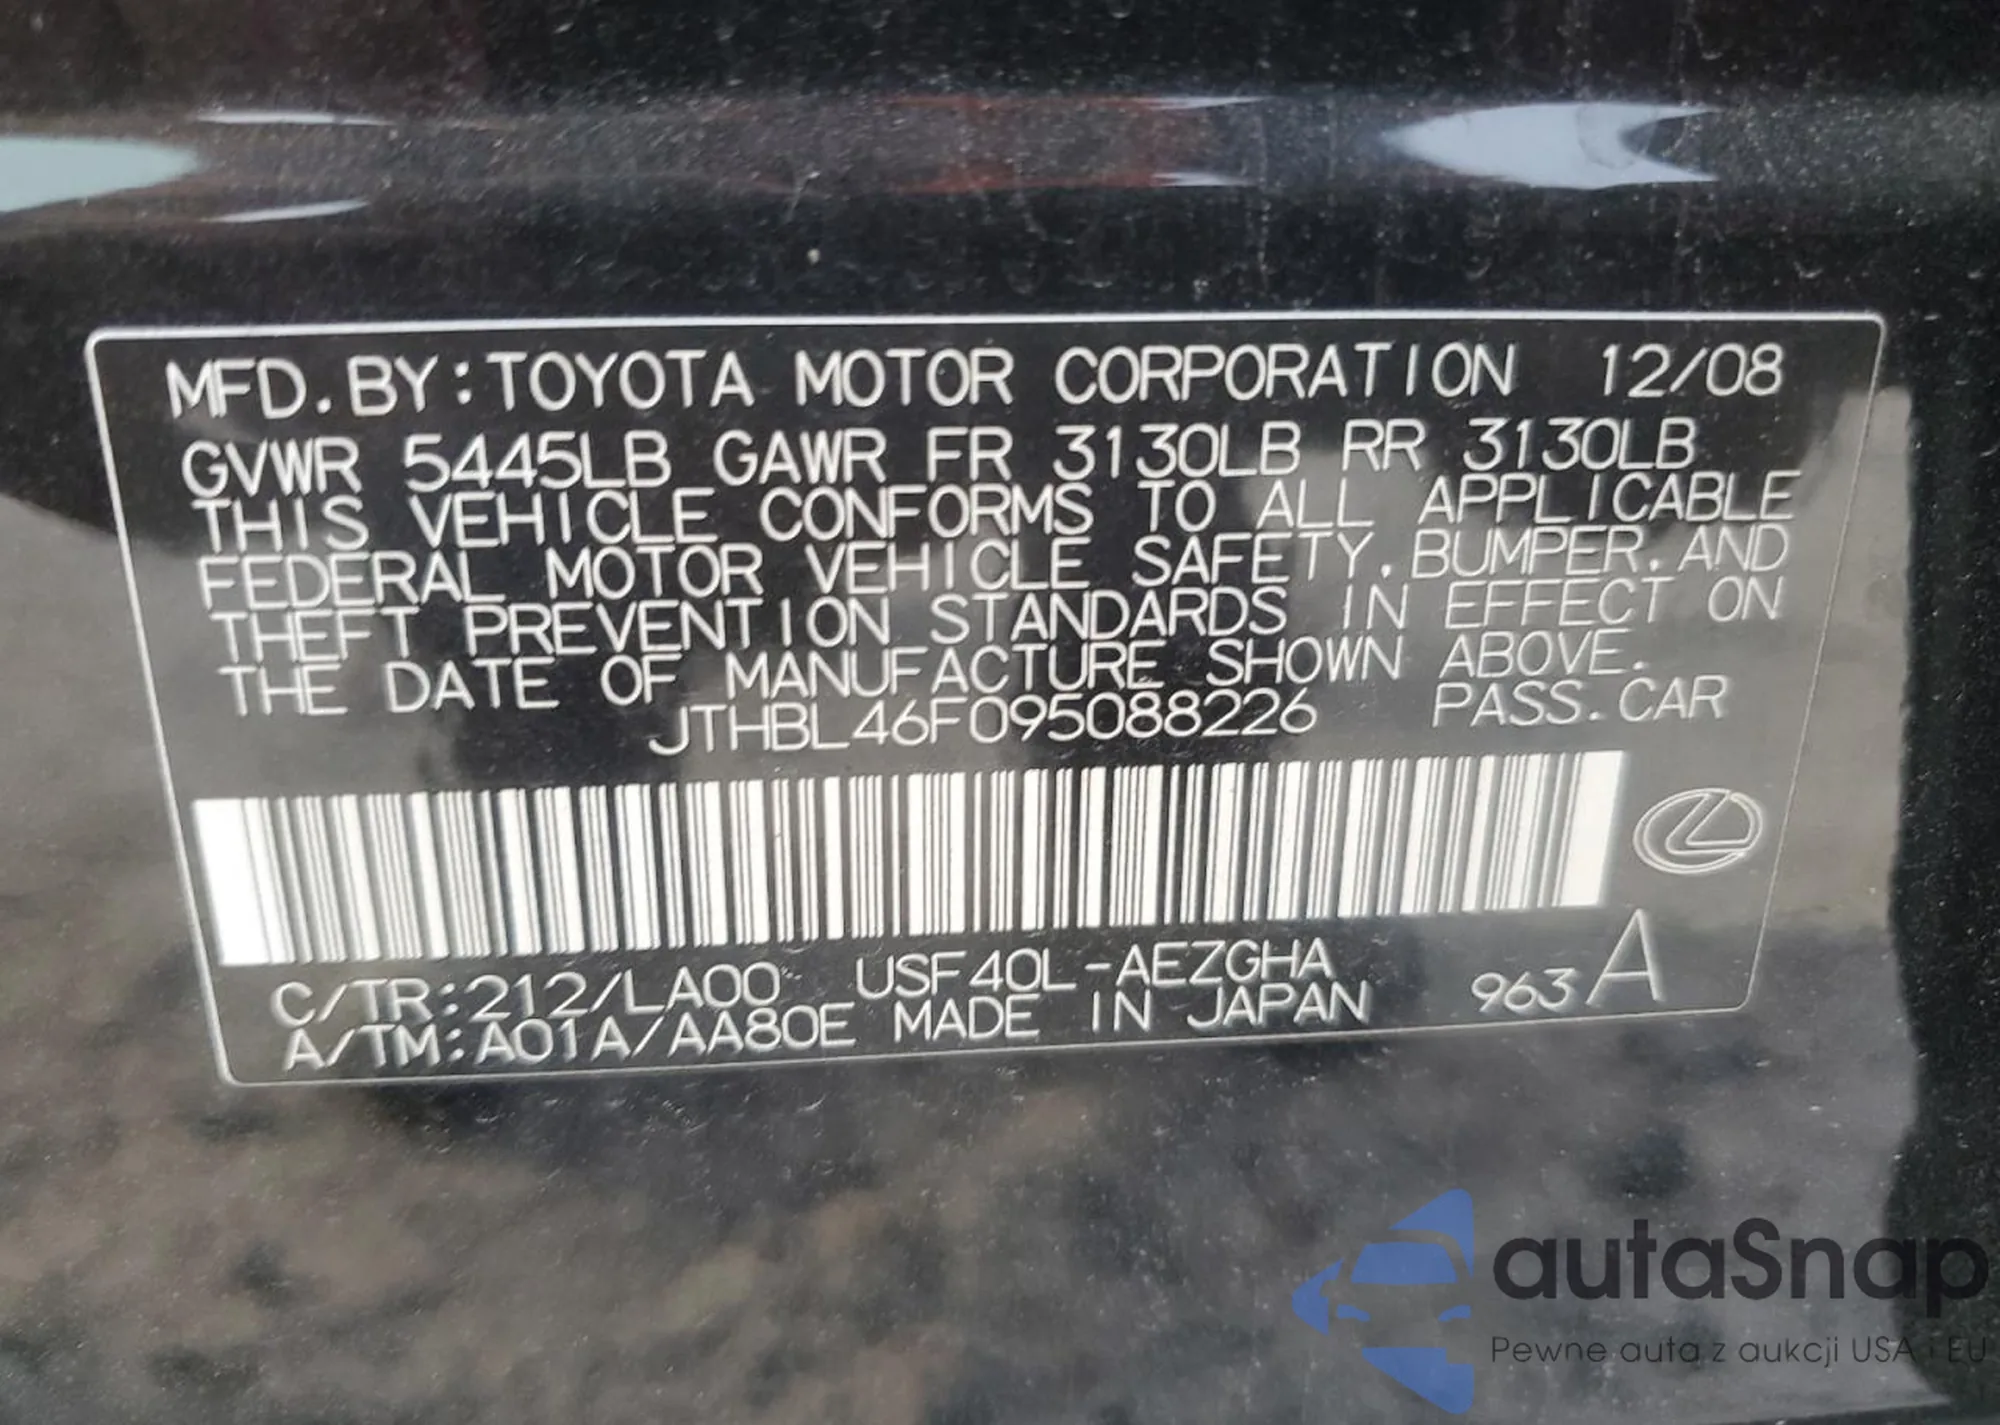 MFD. BY: TOYOTA MOTOR CORPORATION 12/08
GVWR 5445LB GAWR FR 3130LB RR 3130LB
THIS VEHICLE CONFORMS TO ALL APPLICABLE
FEDERAL MOTOR VEHICLE SAFETY, BUMPER, AND
THEFT PREVENTION STANDARDS IN EFFECT ON
THE DATE OF MANUFACTURE SHOWN ABOVE.
JTHBL46F095088226 PASS. CAR
C/TR:212/LA00 USF40L-AEZGHA 963 A
A/TM:A01A/AA80E MADE IN JAPAN
autaSnap
Pewne auta z aukcji USA i EU